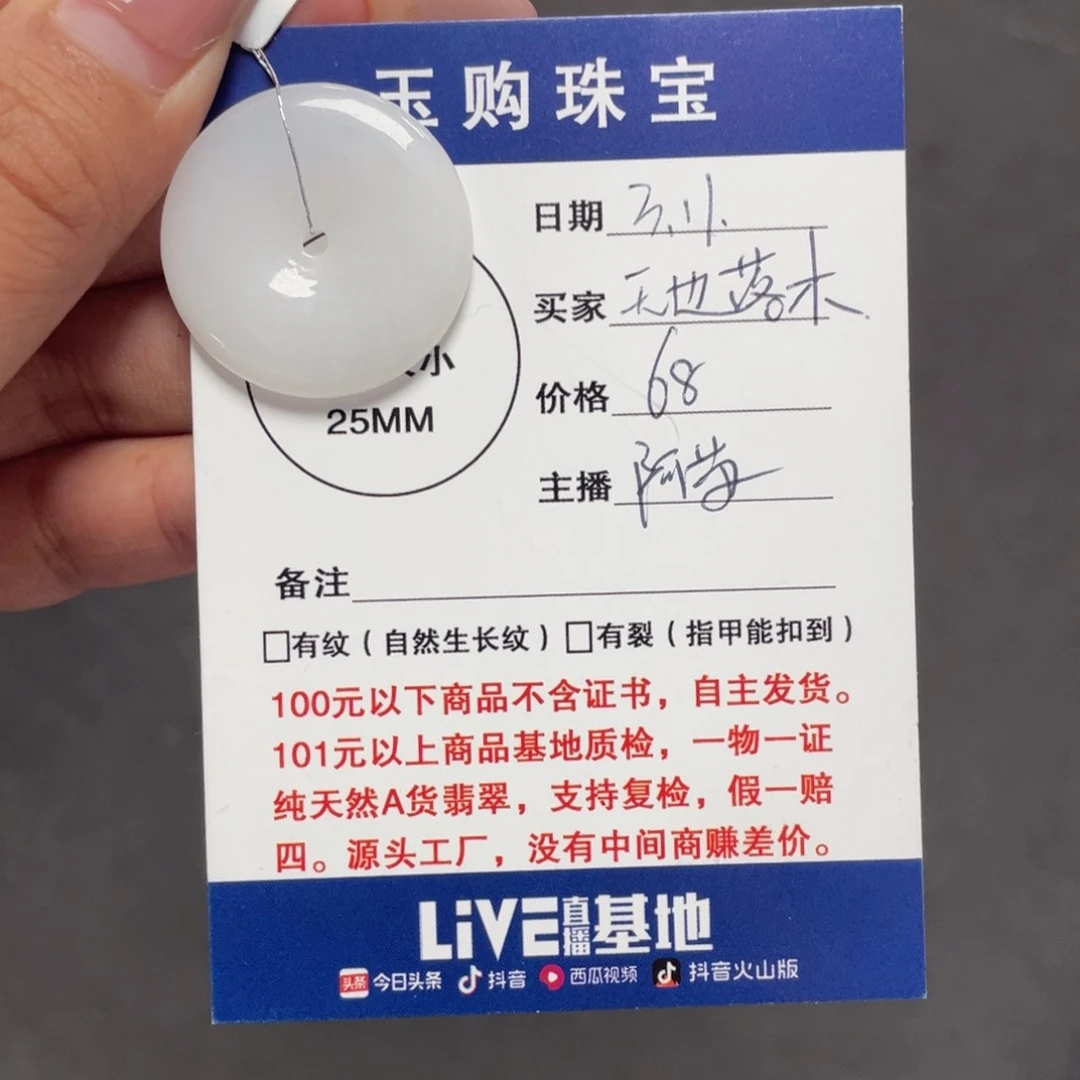 玉购珠宝
日期 3.11.
买家 天地落木
价格 68
主播
小
25MM
备注
□有纹（自然生长纹）□有裂（指甲能扣到）
100元以下商品不含证书，自主发货。
101元以上商品基地质检，一物一证
纯天然A货翡翠，支持复检，假一赔
四。源头工厂，没有中间商赚差价。
LiVE直播基地
头条 今日头条 抖音 西瓜视频 抖音火山版